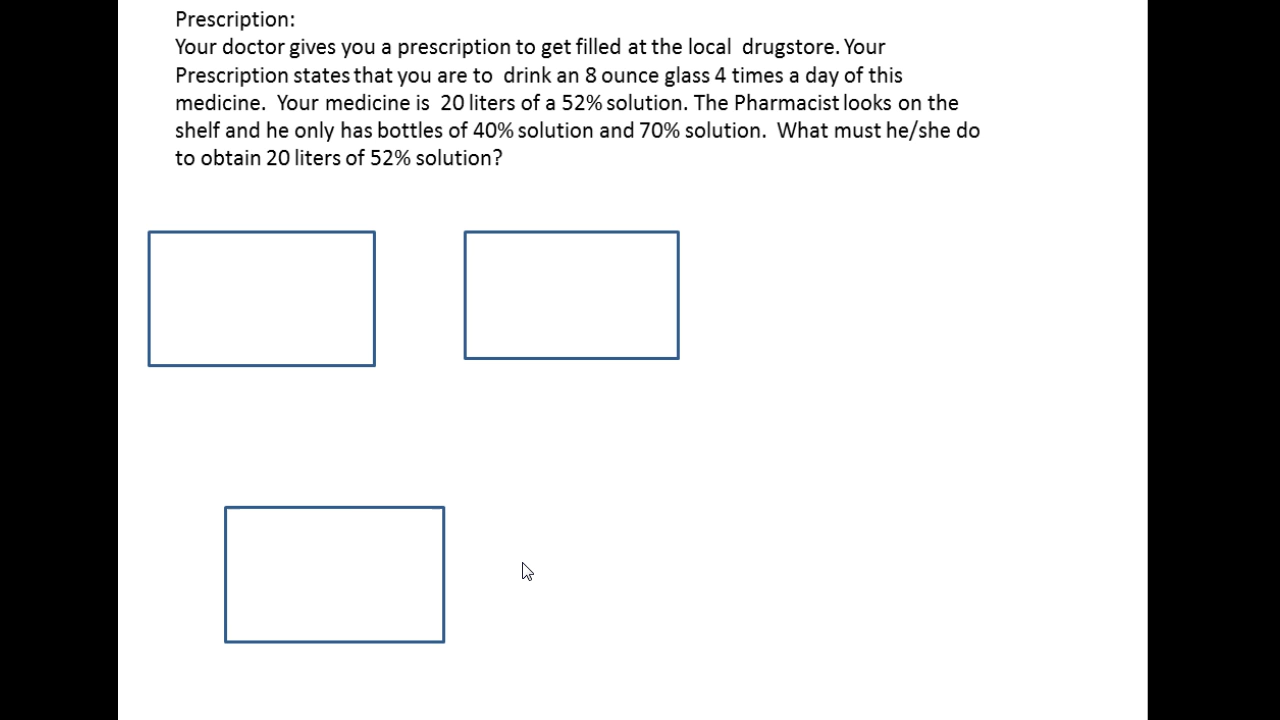 Prescription:
Your doctor gives you a prescription to get filled at the local drugstore. Your
Prescription states that you are to drink an 8 ounce glass 4 times a day of this
medicine. Your medicine is 20 liters of a 52% solution. The Pharmacist looks on the
shelf and he only has bottles of 40% solution and 70% solution. What must he/she do
to obtain 20 liters of 52% solution?